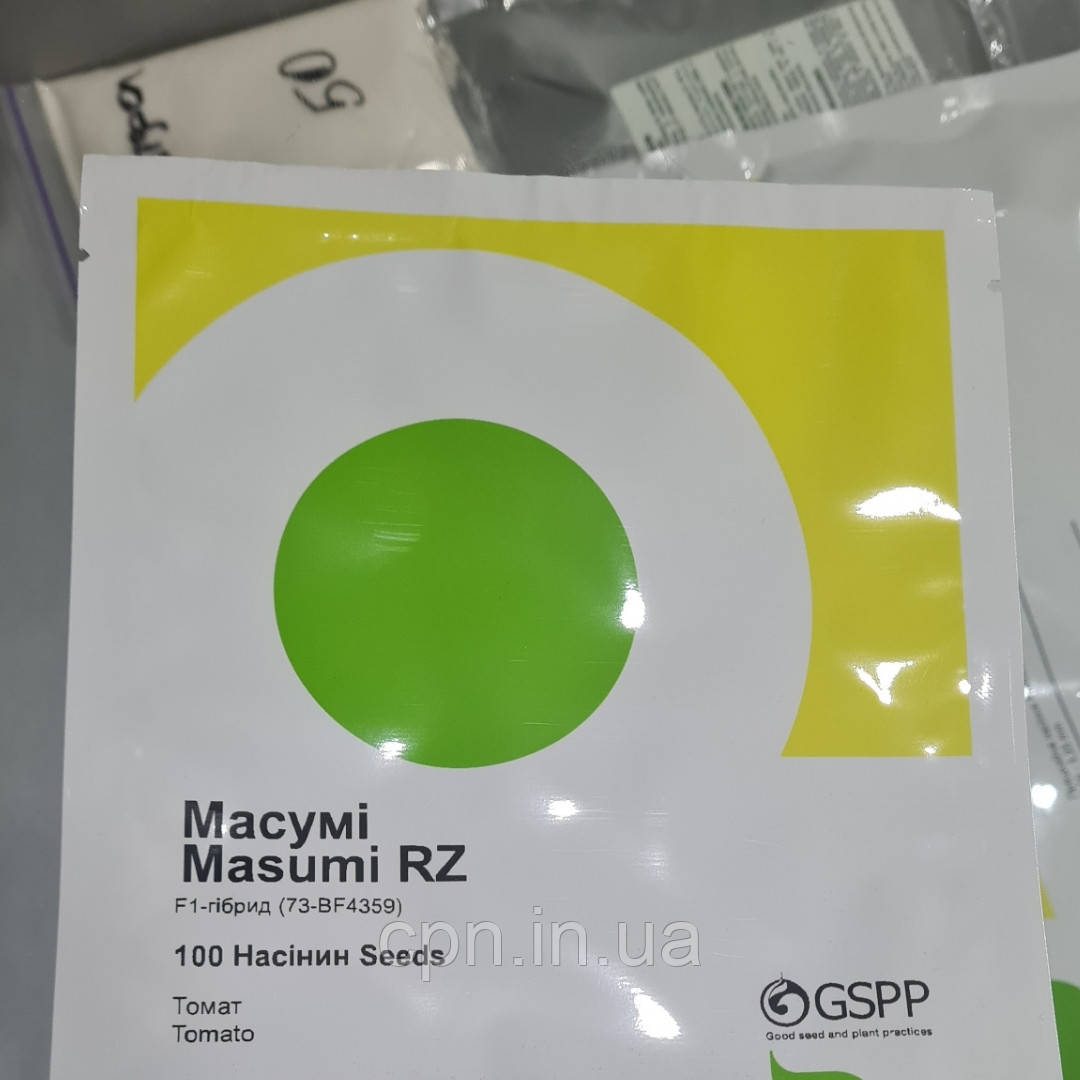 50
Масумі
Masumi RZ
F1-гібрид (73-BF4359)
cpn.in.ua
100 Насінин Seeds
Томат
Tomato
GSPP
Good seed and plant practices